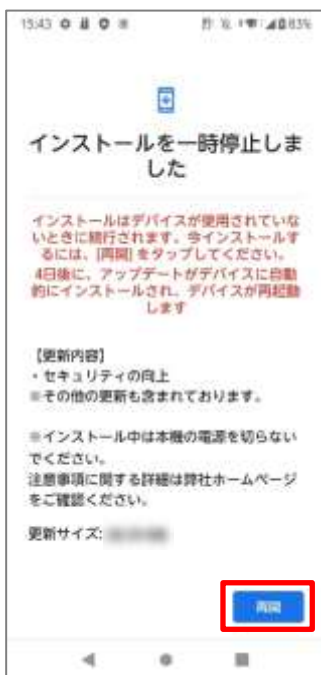 15:43
83%
インストールを一時停止しま
した
インストールはデバイスが使用されていな
いときに続行されます。今インストールす
るには、[再開] をタップしてください。
4日後に、アップデートがデバイスに自動
的にインストールされ、デバイスが再起動
します
【更新内容】
・セキュリティの向上
※その他の更新も含まれております。
※インストール中は本機の電源を切らない
でください。
注意事項に関する詳細は弊社ホームページ
をご確認ください。
更新サイズ:
再開